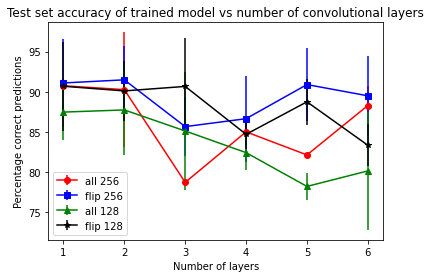 Test set accuracy of trained model vs number of convolutional layers
Percentage correct predictions
95
90
85
80
75
all 256
flip 256
all 128
flip 128
1 2 3 4 5 6
Number of layers